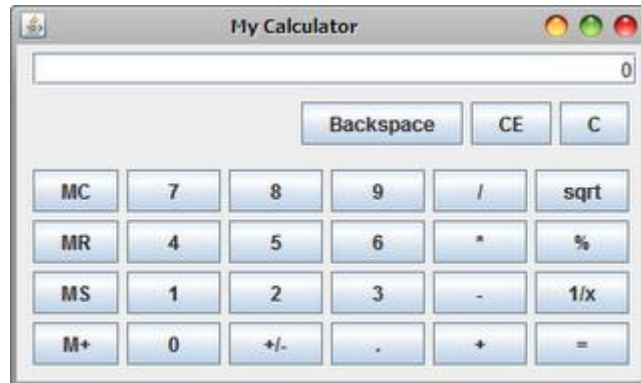 My Calculator
0
Backspace CE C
MC 7 8 9 / sqrt
MR 4 5 6 * %
MS 1 2 3 - 1/x
M+ 0 +/- . + =